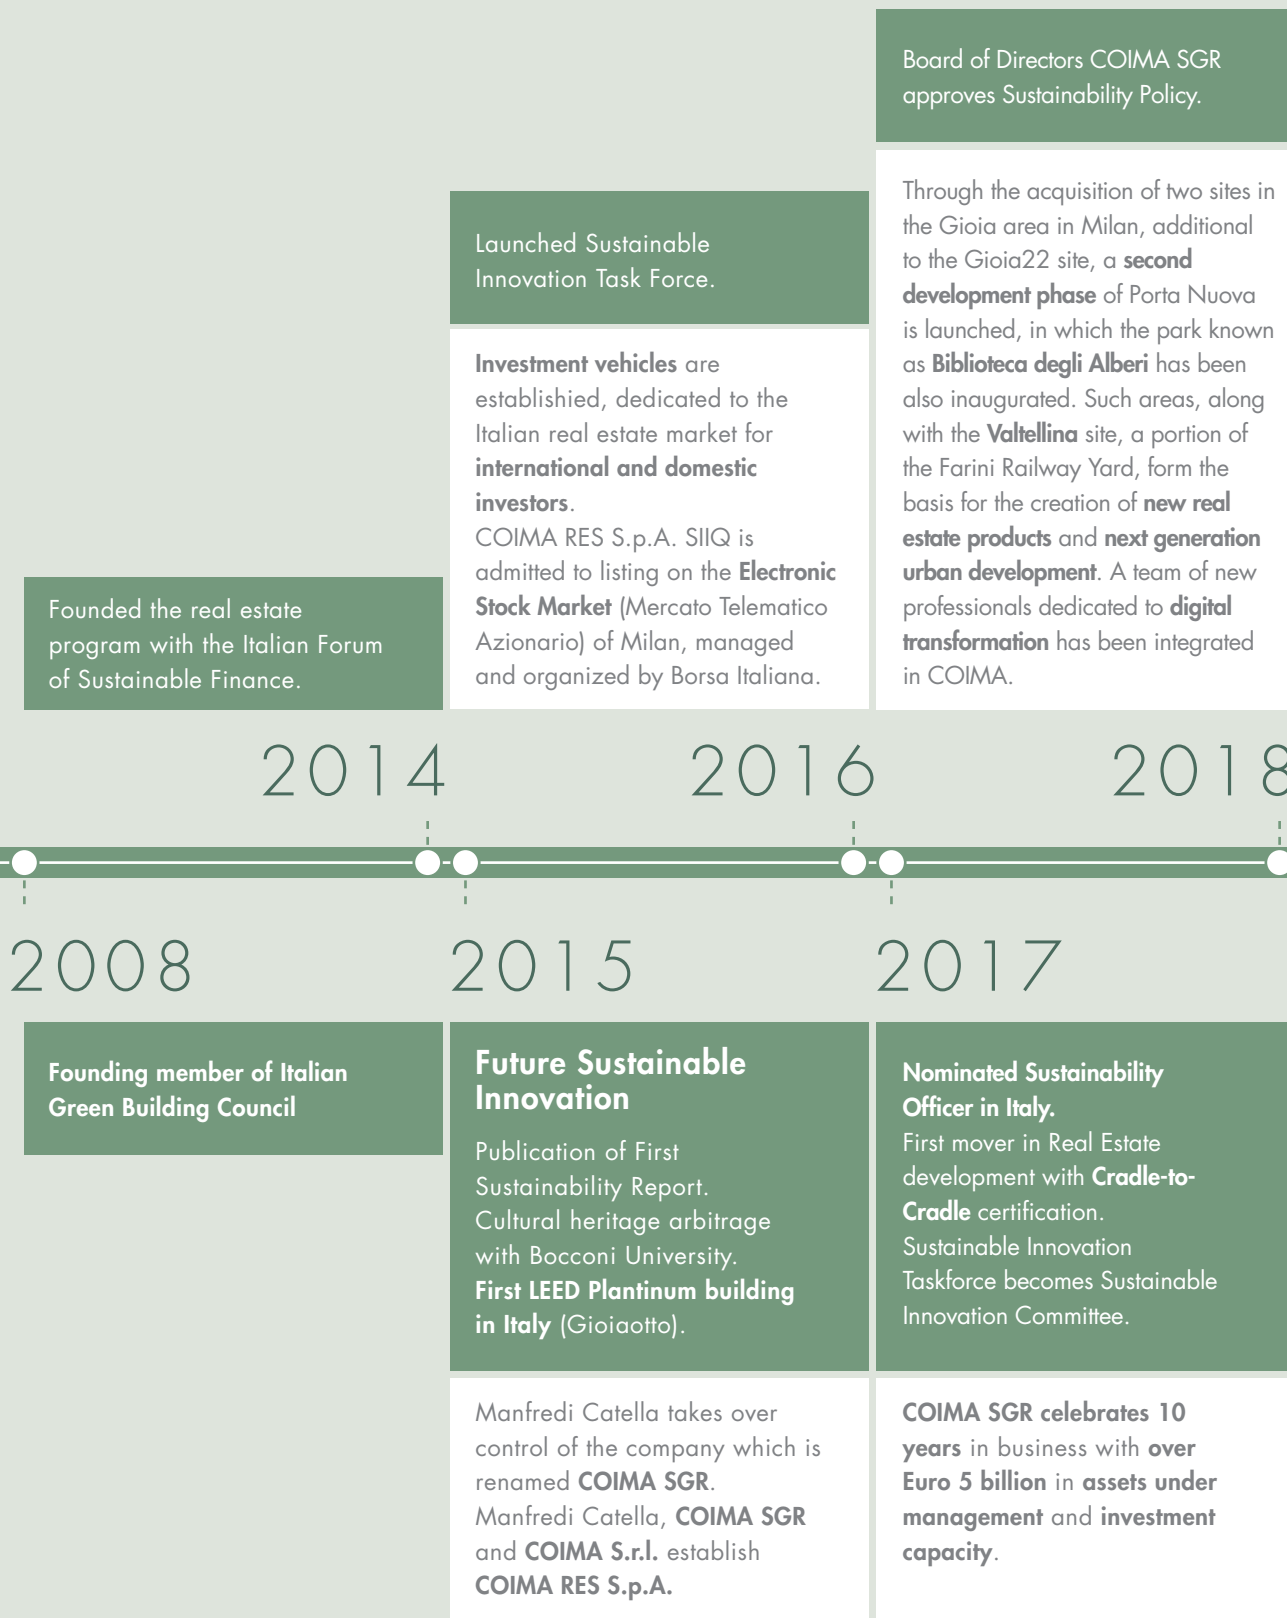 Board of Directors COIMA SGR
approves Sustainability Policy.
Through the acquisition of two sites in
the Gioia area in Milan, additional
to the Gioia22 site, a second
development phase of Porta Nuova
is launched, in which the park known
as Biblioteca degli Alberi has been
also inaugurated. Such areas, along
with the Valtellina site, a portion of
the Farini Railway Yard, form the
basis for the creation of new real
estate products and next generation
urban development. A team of new
professionals dedicated to digital
transformation has been integrated
in COIMA.
Launched Sustainable
Innovation Task Force.
Investment vehicles are
establishied, dedicated to the
Italian real estate market for
international and domestic
investors.
COIMA RES S.p.A. SIIQ is
admitted to listing on the Electronic
Stock Market (Mercato Telematico
Azionario) of Milan, managed
and organized by Borsa Italiana.
Founded the real estate
program with the Italian Forum
of Sustainable Finance.
2014
2016
2018
2008
2015
2017
Founding member of Italian
Green Building Council
Future Sustainable
Innovation
Publication of First
Sustainability Report.
Cultural heritage arbitrage
with Bocconi University.
First LEED Plantinum building
in Italy (Gioiaotto).
Manfredi Catella takes over
control of the company which is
renamed COIMA SGR.
Manfredi Catella, COIMA SGR
and COIMA S.r.l. establish
COIMA RES S.p.A.
Nominated Sustainability
Officer in Italy.
First mover in Real Estate
development with Cradle-to-
Cradle certification.
Sustainable Innovation
Taskforce becomes Sustainable
Innovation Committee.
COIMA SGR celebrates 10
years in business with over
Euro 5 billion in assets under
management and investment
capacity.